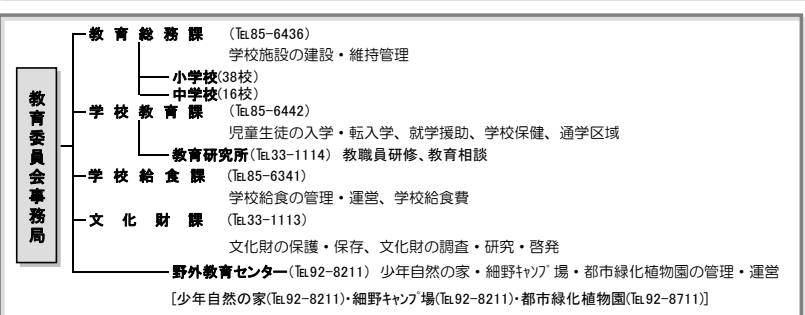 教育委員会事務局
教育総務課 (℡85-6436)
学校施設の建設・維持管理
小学校(38校)
中学校(16校)
学校教育課 (℡85-6442)
児童生徒の入学・転入学、就学援助、学校保健、通学区域
教育研究所(℡33-1114) 教職員研修、教育相談
学校給食課 (℡85-6341)
学校給食の管理・運営、学校給食費
文化財課 (℡33-1113)
文化財の保護・保存、文化財の調査・研究・啓発
野外教育センター(℡92-8211) 少年自然の家・細野ｷｬﾝﾌﾟ場・都市緑化植物園の管理・運営
[少年自然の家(℡92-8211)・細野ｷｬﾝﾌﾟ場(℡92-8211)・都市緑化植物園(℡92-8711)]